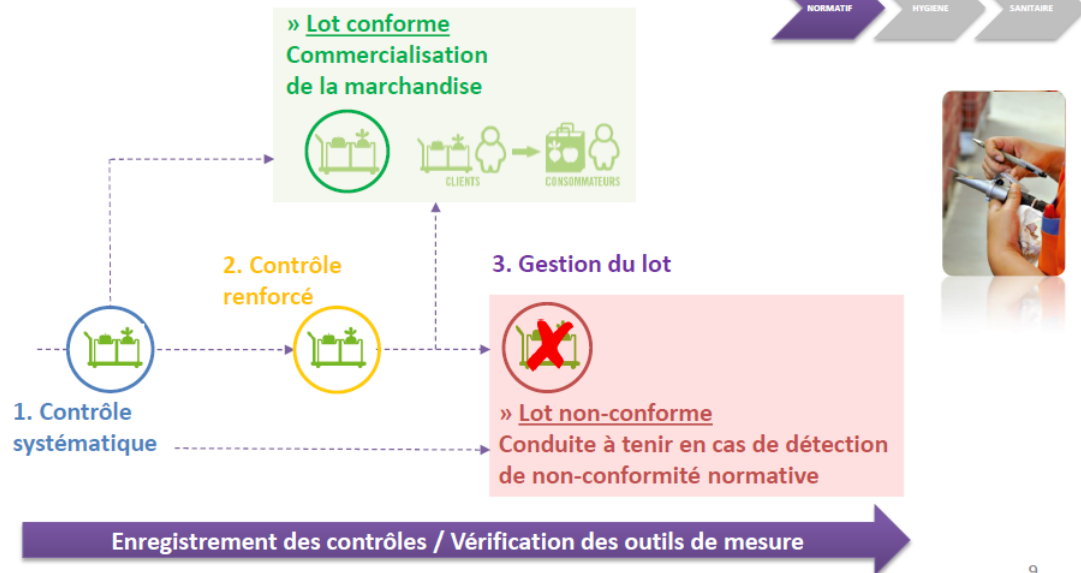 NORMATIF
HYGIENE
SANITAIRE
» Lot conforme
Commercialisation
de la marchandise
CLIENTS
CONSOMMATEURS
2. Contrôle
renforcé
3. Gestion du lot
1. Contrôle
systématique
» Lot non-conforme
Conduite à tenir en cas de détection
de non-conformité normative
Enregistrement des contrôles / Vérification des outils de mesure
9